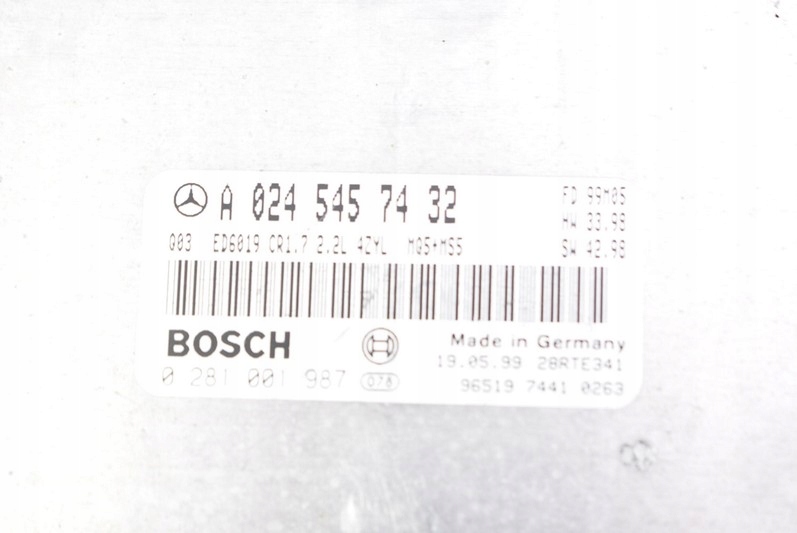 A 024 545 74 32
FD 99M05
HW 33.98
Q03 ED6019 CR1.7 2.2L 4ZYL MQ5+MS5
SW 42.98
BOSCH
Made in Germany
19.05.99 28RTE341
0 281 001 987 078
96519 7441 0263